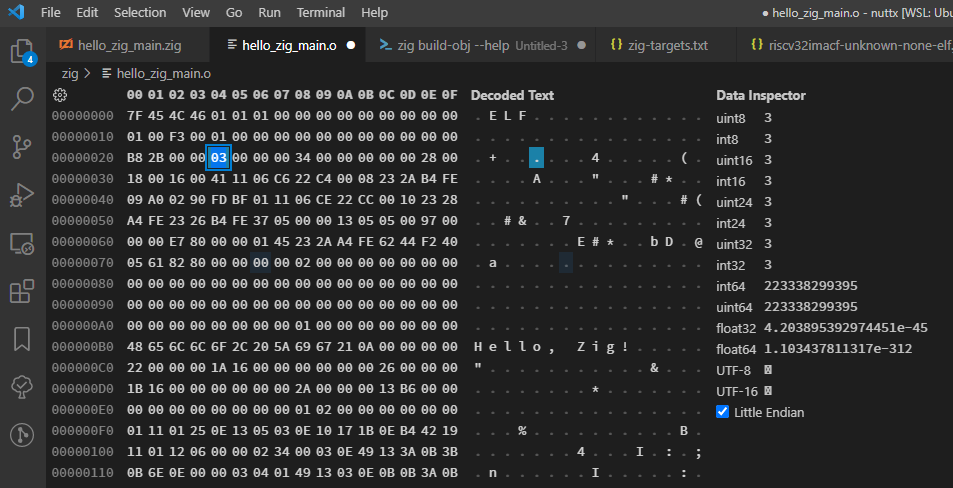 File Edit Selection View Go Run Terminal Help ● hello_zig_main.o - nuttx [WSL: Ubu
hello_zig_main.zig hello_zig_main.o ● zig build-obj --help Untitled-3 ● {} zig-targets.txt {} riscv32imacf-unknown-none-elf.
4
zig > hello_zig_main.o
00 01 02 03 04 05 06 07 08 09 0A 0B 0C 0D 0E 0F Decoded Text Data Inspector
00000000 7F 45 4C 46 01 01 01 00 00 00 00 00 00 00 00 00 . E L F . . . . . . . . . . . . uint8 3
00000010 01 00 F3 00 01 00 00 00 00 00 00 00 00 00 00 00 . . . . . . . . . . . . . . . . int8 3
00000020 B8 2B 00 00 03 00 00 00 34 00 00 00 00 00 28 00 . + . . . . . . 4 . . . . . ( . uint16 3
00000030 18 00 16 00 41 11 06 C6 22 C4 00 08 23 2A B4 FE . . . . A . . . " . . . # * . . int16 3
00000040 09 A0 02 90 FD BF 01 11 06 CE 22 CC 00 10 23 28 . . . . . . . . . . " . . . # ( uint24 3
00000050 A4 FE 23 26 B4 FE 37 05 00 00 13 05 05 00 97 00 . . # & . . 7 . . . . . . . . . int24 3
00000060 00 00 E7 80 00 00 01 45 23 2A A4 FE 62 44 F2 40 . . . . . . . E # * . . b D . @ uint32 3
00000070 05 61 82 80 00 00 00 00 02 00 00 00 00 00 00 00 . a . . . . . . . . . . . . . . int32 3
00000080 00 00 00 00 00 00 00 00 00 00 00 00 00 00 00 00 . . . . . . . . . . . . . . . . int64 223338299395
00000090 00 00 00 00 00 00 00 00 00 00 00 00 00 00 00 00 . . . . . . . . . . . . . . . . uint64 223338299395
000000A0 00 00 00 00 00 00 00 00 01 00 00 00 00 00 00 00 . . . . . . . . . . . . . . . . float32 4.203895392974451e-45
000000B0 48 65 6C 6C 6F 2C 20 5A 69 67 21 0A 00 00 00 00 H e l l o , Z i g ! . . . . . float64 1.103437811317e-312
000000C0 22 00 00 00 1A 16 00 00 00 00 00 00 26 00 00 00 " . . . . . . . . . . . & . . . UTF-8
000000D0 1B 16 00 00 00 00 00 00 2A 00 00 00 13 B6 00 00 . . . . . . . . * . . . . . . . UTF-16
000000E0 00 00 00 00 00 00 00 00 01 02 00 00 00 00 00 00 . . . . . . . . . . . . . . . . Little Endian
000000F0 01 11 01 25 0E 13 05 03 0E 10 17 1B 0E B4 42 19 . . . % . . . . . . . . . . B .
00000100 11 01 12 06 00 00 02 34 00 03 0E 49 13 3A 0B 3B . . . . . . . 4 . . . I . : . ;
00000110 0B 6E 0E 00 00 03 04 01 49 13 03 0E 0B 0B 3A 0B . n . . . . . . I . . . . . : .